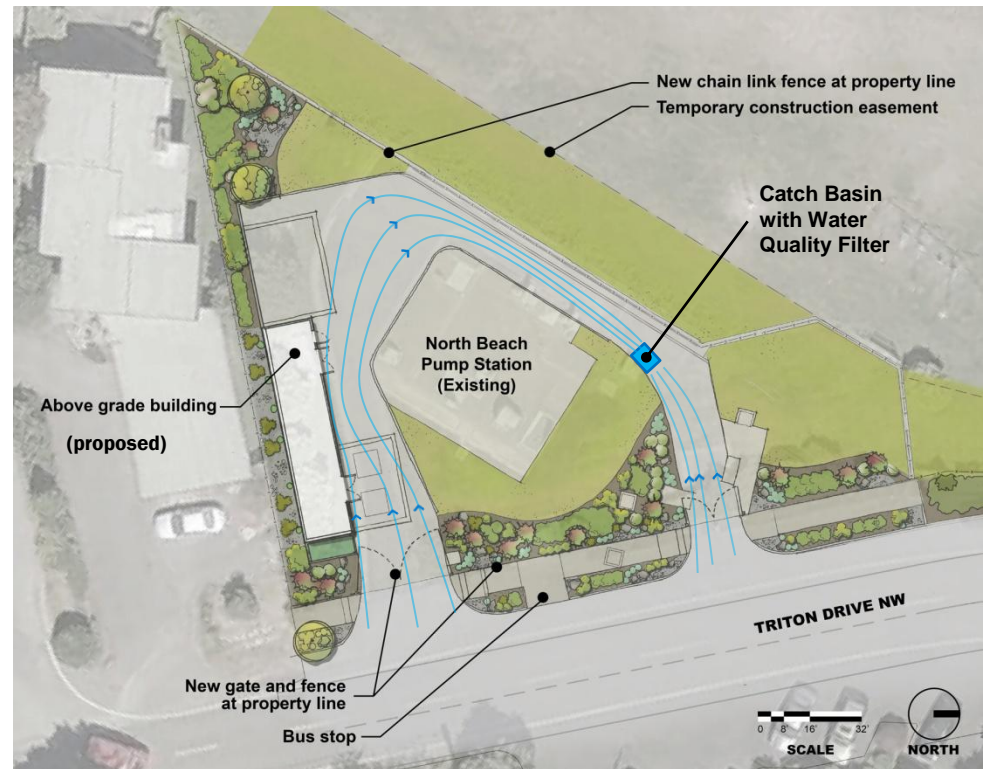 New chain link fence at property line
Temporary construction easement
Catch Basin
with Water
Quality Filter
North Beach
Pump Station
(Existing)
Above grade building
(proposed)
TRITON DRIVE NW
New gate and fence
at property line
Bus stop
0 8' 16' 32'
SCALE
NORTH